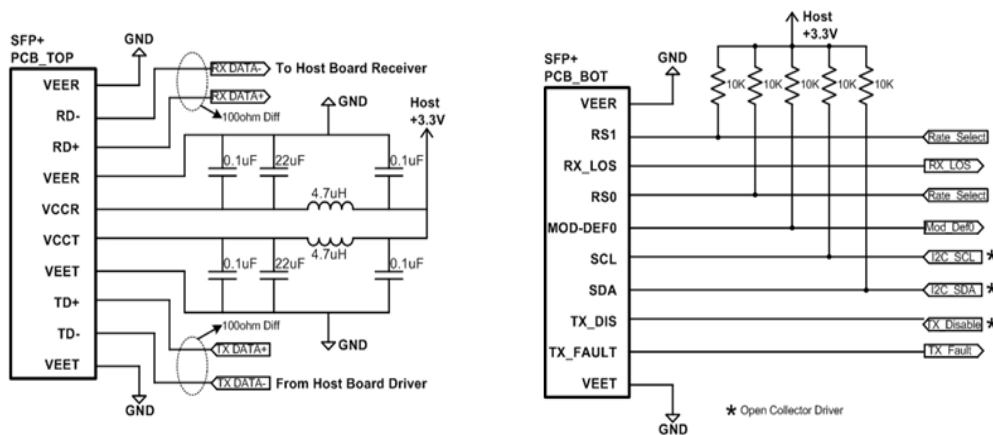 SFP+
PCB_TOP
GND
VEER
RD-
RD+
VEER
VCCR
VCCT
VEET
TD+
TD-
VEET
GND
RX DATA-
To Host Board Receiver
RX DATA+
100ohm Diff
GND
Host
+3.3V
0.1uF
22uF
0.1uF
4.7uH
4.7uH
0.1uF
22uF
0.1uF
100ohm Diff
GND
TX DATA+
TX DATA-
From Host Board Driver
Host
+3.3V
SFP+
PCB_BOT
GND
10K
10K
10K
10K
10K
VEER
RS1
RX_LOS
RS0
MOD-DEF0
SCL
SDA
TX_DIS
TX_FAULT
VEET
GND
Rate_Select
RX_LOS
Rate_Select
Mod_Def0
I2C_SCL *
I2C_SDA *
TX_Disable *
TX_Fault
* Open Collector Driver